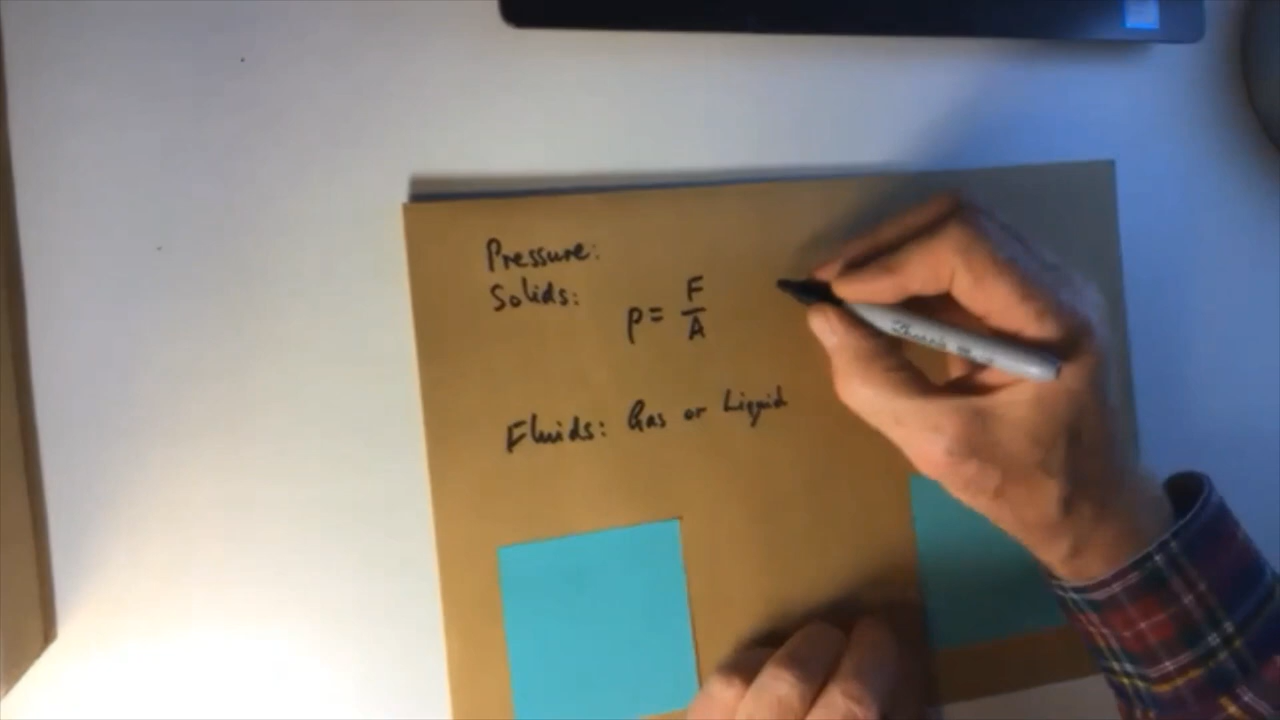 Pressure:
Solids:
p = F/A
Fluids: Gas or Liquid